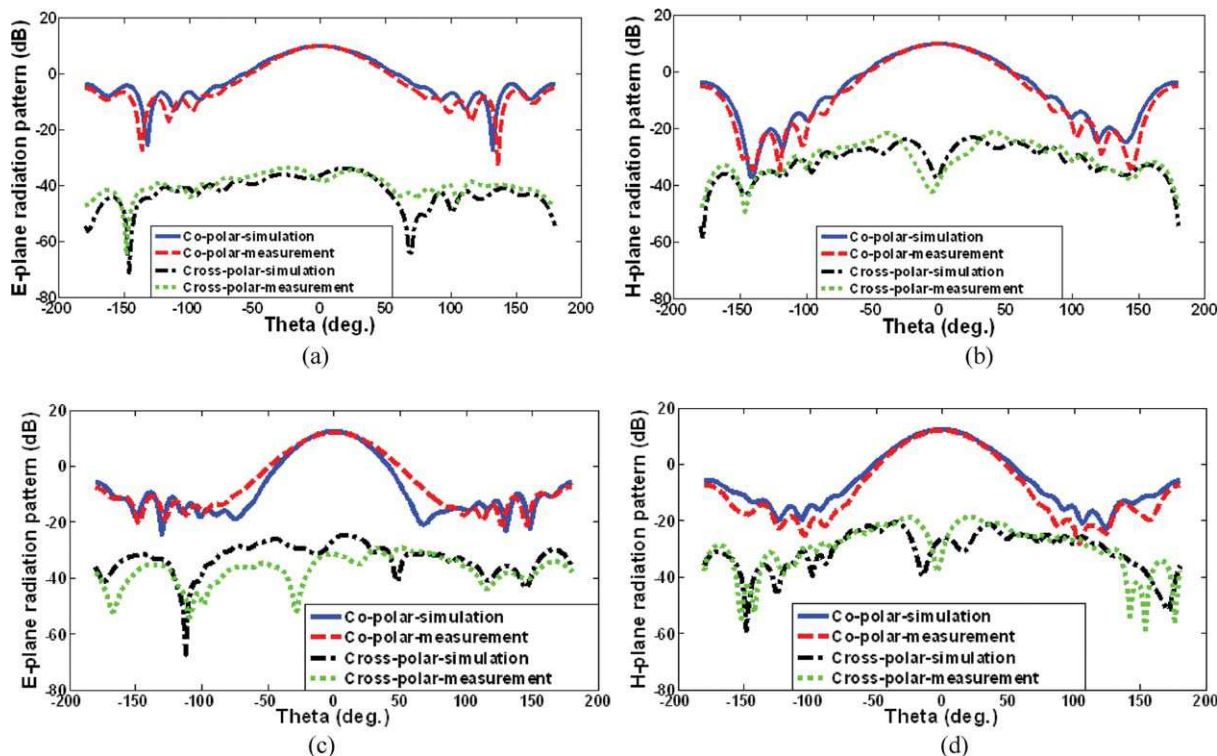 E-plane radiation pattern (dB)
20
0
-20
-40
-60
-80
-200 -150 -100 -50 0 50 100 150 200
Co-polar-simulation
Co-polar-measurement
Cross-polar-simulation
Cross-polar-measurement
Theta (deg.)
(a)
H-plane radiation pattern (dB)
20
0
-20
-40
-60
-80
-200 -150 -100 -50 0 50 100 150 200
Co-polar-simulation
Co-polar-measurement
Cross-polar-simulation
Cross-polar-measurement
Theta (deg.)
(b)
E-plane radiation pattern (dB)
20
0
-20
-40
-60
-80
-200 -150 -100 -50 0 50 100 150 200
Co-polar-simulation
Co-polar-measurement
Cross-polar-simulation
Cross-polar-measurement
Theta (deg.)
(c)
H-plane radiation pattern (dB)
20
0
-20
-40
-60
-80
-200 -150 -100 -50 0 50 100 150 200
Co-polar-simulation
Co-polar-measurement
Cross-polar-simulation
Cross-polar-measurement
Theta (deg.)
(d)